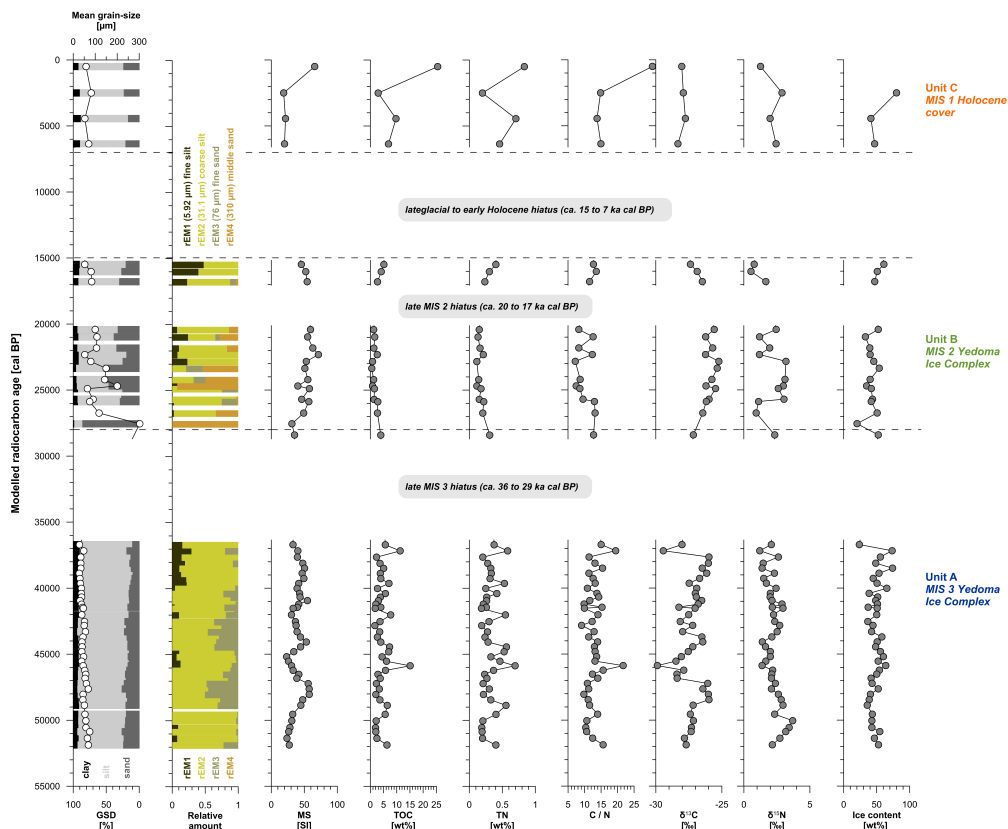 Mean grain-size
[µm]
0 100 200 300
0
5000
10000
15000
20000
25000
30000
35000
40000
45000
50000
55000
Modelled radiocarbon age [cal BP]
rEM1 (5.92 µm) fine silt
rEM2 (31.1 µm) coarse silt
rEM3 (76 µm) fine sand
rEM4 (310 µm) middle sand
Unit C
MIS 1 Holocene
cover
lateglacial to early Holocene hiatus (ca. 15 to 7 ka cal BP)
late MIS 2 hiatus (ca. 20 to 17 ka cal BP)
Unit B
MIS 2 Yedoma
Ice Complex
late MIS 3 hiatus (ca. 36 to 29 ka cal BP)
Unit A
MIS 3 Yedoma
Ice Complex
clay silt sand
rEM1 rEM2 rEM3 rEM4
100 50 0
GSD
[%]
0 0.5 1
Relative
amount
0 50 100
MS
[SI]
0 5 10 15 20 25
TOC
[wt%]
0 1
TN
[wt%]
5 10 15 20 25
C / N
-30 -25
δ¹³C
[‰]
0 5
δ¹⁵N
[‰]
0 50 100
Ice content
[wt%]